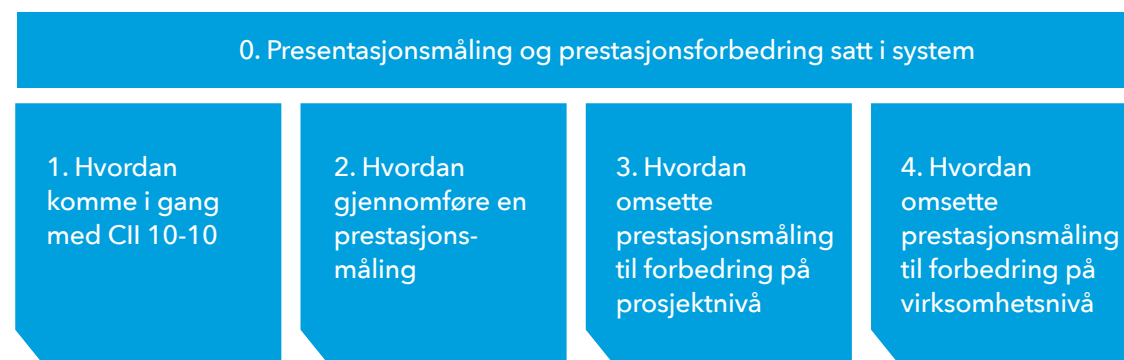 0. Presentasjonsmåling og prestasjonsforbedring satt i system
1. Hvordan
komme i gang
med CII 10-10
2. Hvordan
gjennomføre en
prestasjons-
måling
3. Hvordan
omsette
prestasjonsmåling
til forbedring på
prosjektnivå
4. Hvordan
omsette
prestasjonsmåling
til forbedring på
virksomhetsnivå